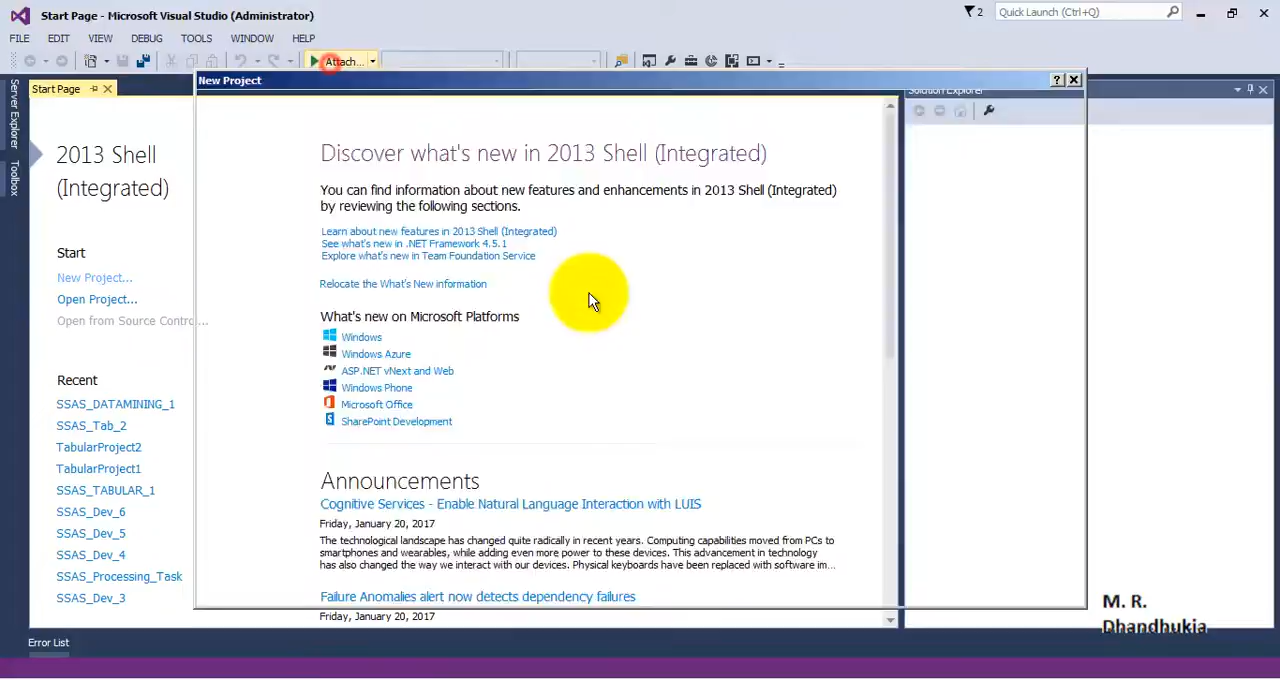 Start Page - Microsoft Visual Studio (Administrator)
2
Quick Launch (Ctrl+Q)
FILE EDIT VIEW DEBUG TOOLS WINDOW HELP
Attach...
New Project
Start Page
Solution Explorer
Server Explorer
Toolbox
2013 Shell
(Integrated)
Start
New Project...
Open Project...
Open from Source Contro...
Recent
SSAS_DATAMINING_1
SSAS_Tab_2
TabularProject2
TabularProject1
SSAS_TABULAR_1
SSAS_Dev_6
SSAS_Dev_5
SSAS_Dev_4
SSAS_Processing_Task
SSAS_Dev_3
Discover what's new in 2013 Shell (Integrated)
You can find information about new features and enhancements in 2013 Shell (Integrated)
by reviewing the following sections.
Learn about new features in 2013 Shell (Integrated)
See what's new in .NET Framework 4.5.1
Explore what's new in Team Foundation Service
Relocate the What's New information
What's new on Microsoft Platforms
Windows
Windows Azure
ASP.NET vNext and Web
Windows Phone
Microsoft Office
SharePoint Development
Announcements
Cognitive Services - Enable Natural Language Interaction with LUIS
Friday, January 20, 2017
The technological landscape has changed quite radically in recent years. Computing capabilities moved from PCs to
smartphones and wearables, while adding even more power to these devices. This advancement in technology
has also changed the way we interact with our devices. Physical keyboards have been replaced with software im...
Failure Anomalies alert now detects dependency failures
Friday, January 20, 2017
M. R.
Dhandhukia
Error List